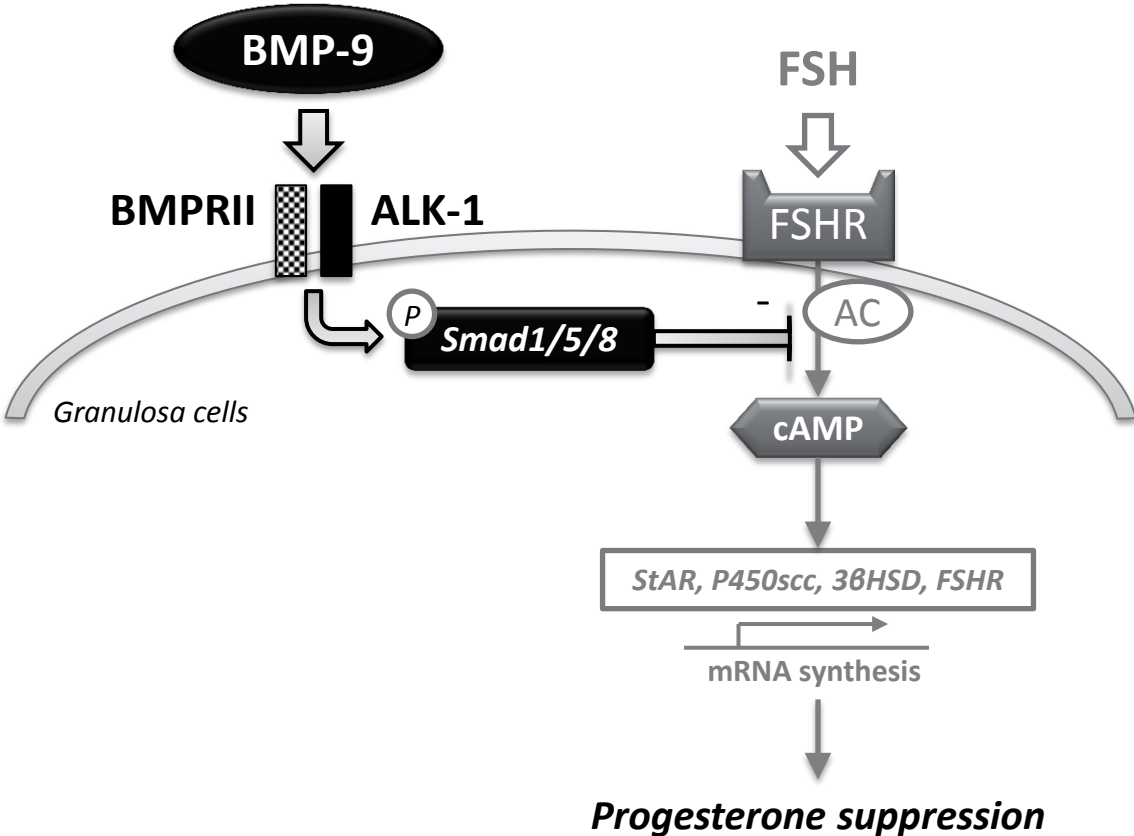 BMP-9
FSH
BMPRII
ALK-1
FSHR
-
AC
P
Smad1/5/8
Granulosa cells
cAMP
StAR, P450scc, 3βHSD, FSHR
mRNA synthesis
Progesterone suppression